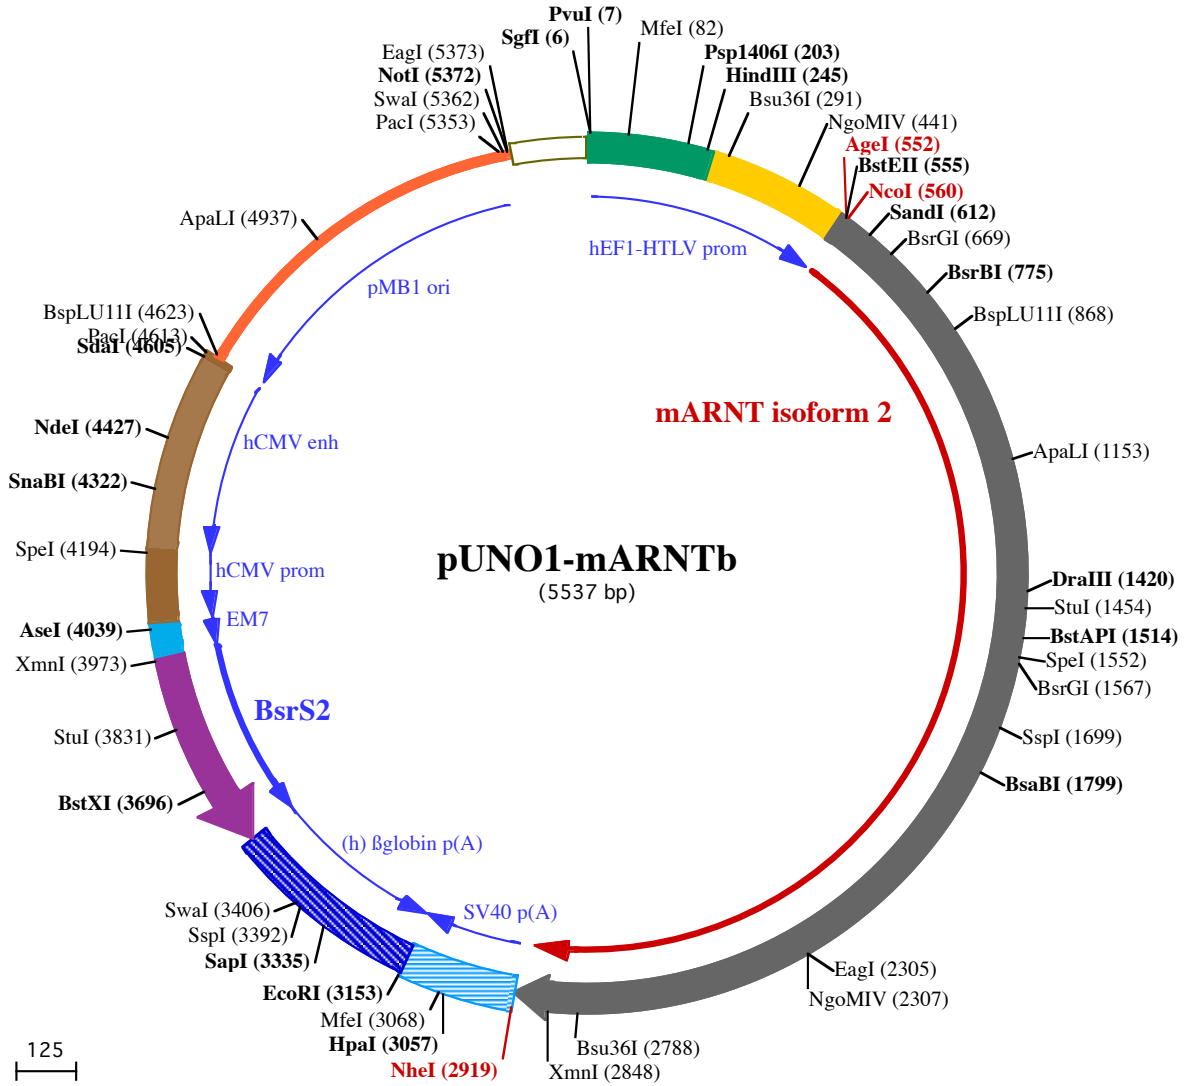 PvuI (7)
SgfI (6)
MfeI (82)
EagI (5373)
Psp1406I (203)
NotI (5372)
HindIII (245)
SwaI (5362)
Bsu36I (291)
PacI (5353)
NgoMIV (441)
AgeI (552)
BstEII (555)
NcoI (560)
SandI (612)
ApaLI (4937)
BsrGI (669)
hEF1-HTLV prom
BsrBI (775)
pMB1 ori
BspLU11I (4623)
BspLU11I (868)
PacI (4613)
SdaI (4605)
mARNT isoform 2
NdeI (4427)
hCMV enh
ApaLI (1153)
SnaBI (4322)
SpeI (4194)
pUNO1-mARNTb
(5537 bp)
hCMV prom
DraIII (1420)
StuI (1454)
EM7
AseI (4039)
BstAPI (1514)
XmnI (3973)
SpeI (1552)
BsrGI (1567)
BsrS2
StuI (3831)
SspI (1699)
BsaBI (1799)
BstXI (3696)
(h) ßglobin p(A)
SwaI (3406)
SV40 p(A)
SspI (3392)
SapI (3335)
EagI (2305)
EcoRI (3153)
NgoMIV (2307)
MfeI (3068)
HpaI (3057)
Bsu36I (2788)
125
NheI (2919)
XmnI (2848)